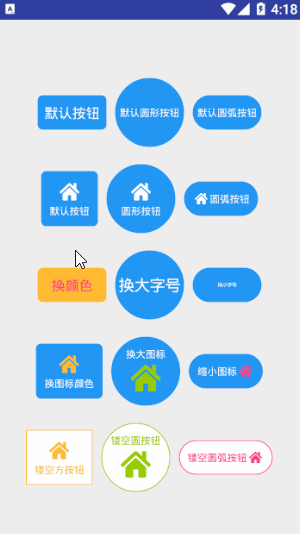 A
4:18
默认按钮
默认圆形按钮
默认圆弧按钮
默认按钮
圆形按钮
圆弧按钮
换颜色
换大字号
换小字号
换图标颜色
换大图标
缩小图标
镂空方按钮
镂空圆按钮
镂空圆弧按钮